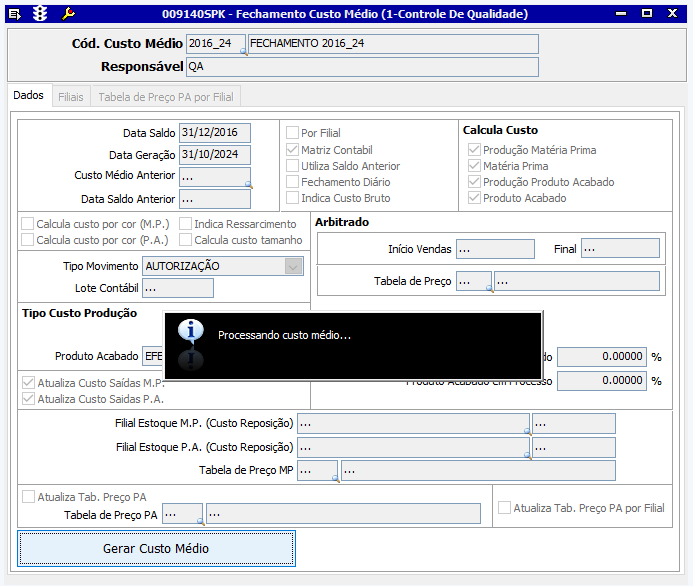 009140SPK - Fechamento Custo Médio (1-Controle De Qualidade)
Cód. Custo Médio 2016_24 FECHAMENTO 2016_24
Responsável QA
Dados Filiais Tabela de Preço PA por Filial
Data Saldo 31/12/2016
Data Geração 31/10/2024
Custo Médio Anterior ...
Data Saldo Anterior ...
Por Filial
Matriz Contabil
Utiliza Saldo Anterior
Fechamento Diário
Indica Custo Bruto
Calcula Custo
Produção Matéria Prima
Matéria Prima
Produção Produto Acabado
Produto Acabado
Calcula custo por cor (M.P.) Indica Ressarcimento
Calcula custo por cor (P.A.) Calcula custo tamanho
Tipo Movimento AUTORIZAÇÃO
Lote Contábil ...
Arbitrado
Início Vendas ... Final ...
Tabela de Preço ... ...
Tipo Custo Produção
Processando custo médio...
Produto Acabado EFE
do 0.00000 %
Produto Acabado Em Processo 0.00000 %
Atualiza Custo Saídas M.P.
Atualiza Custo Saidas P.A.
Filial Estoque M.P. (Custo Reposição) ... ...
Filial Estoque P.A. (Custo Reposição) ... ...
Tabela de Preço MP ... ...
Atualiza Tab. Preço PA
Tabela de Preço PA ... ...
Atualiza Tab. Preço PA por Filial
Gerar Custo Médio